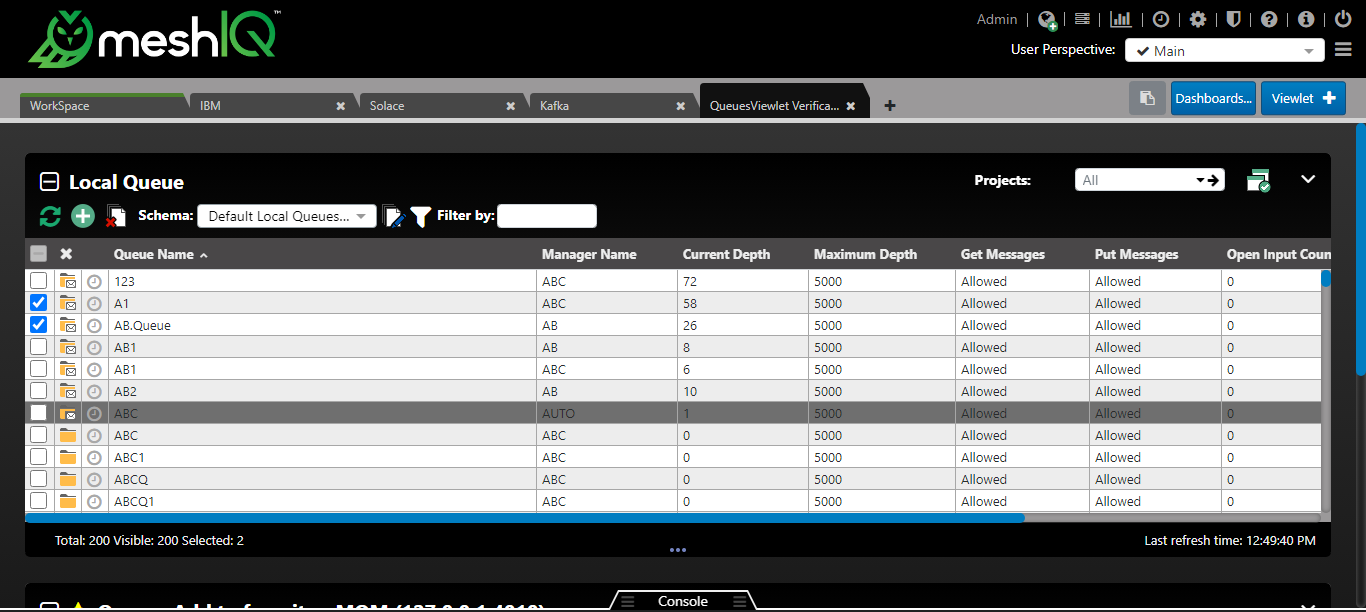 meshIQ™
Admin
User Perspective: Main
WorkSpace IBM Solace Kafka QueuesViewlet Verifica... Dashboards... Viewlet
Local Queue Projects: All
Schema: Default Local Queues... Filter by:
Queue Name Manager Name Current Depth Maximum Depth Get Messages Put Messages Open Input Coun
123 ABC 72 5000 Allowed Allowed 0
A1 ABC 58 5000 Allowed Allowed 0
AB.Queue AB 26 5000 Allowed Allowed 0
AB1 AB 8 5000 Allowed Allowed 0
AB1 ABC 6 5000 Allowed Allowed 0
AB2 AB 10 5000 Allowed Allowed 0
ABC AUTO 1 5000 Allowed Allowed 0
ABC ABC 0 5000 Allowed Allowed 0
ABC1 ABC 0 5000 Allowed Allowed 0
ABCQ ABC 0 5000 Allowed Allowed 0
ABCQ1 ABC 0 5000 Allowed Allowed 0
Total: 200 Visible: 200 Selected: 2 Last refresh time: 12:49:40 PM
Console